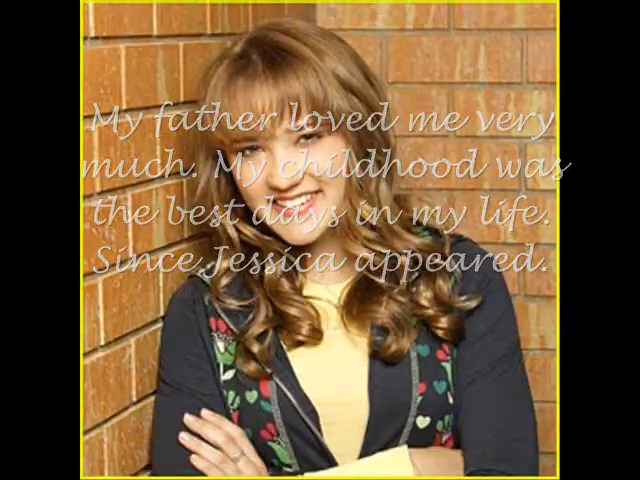 My father loved me very
much. My childhood was
the best days in my life.
Since Jessica appeared.